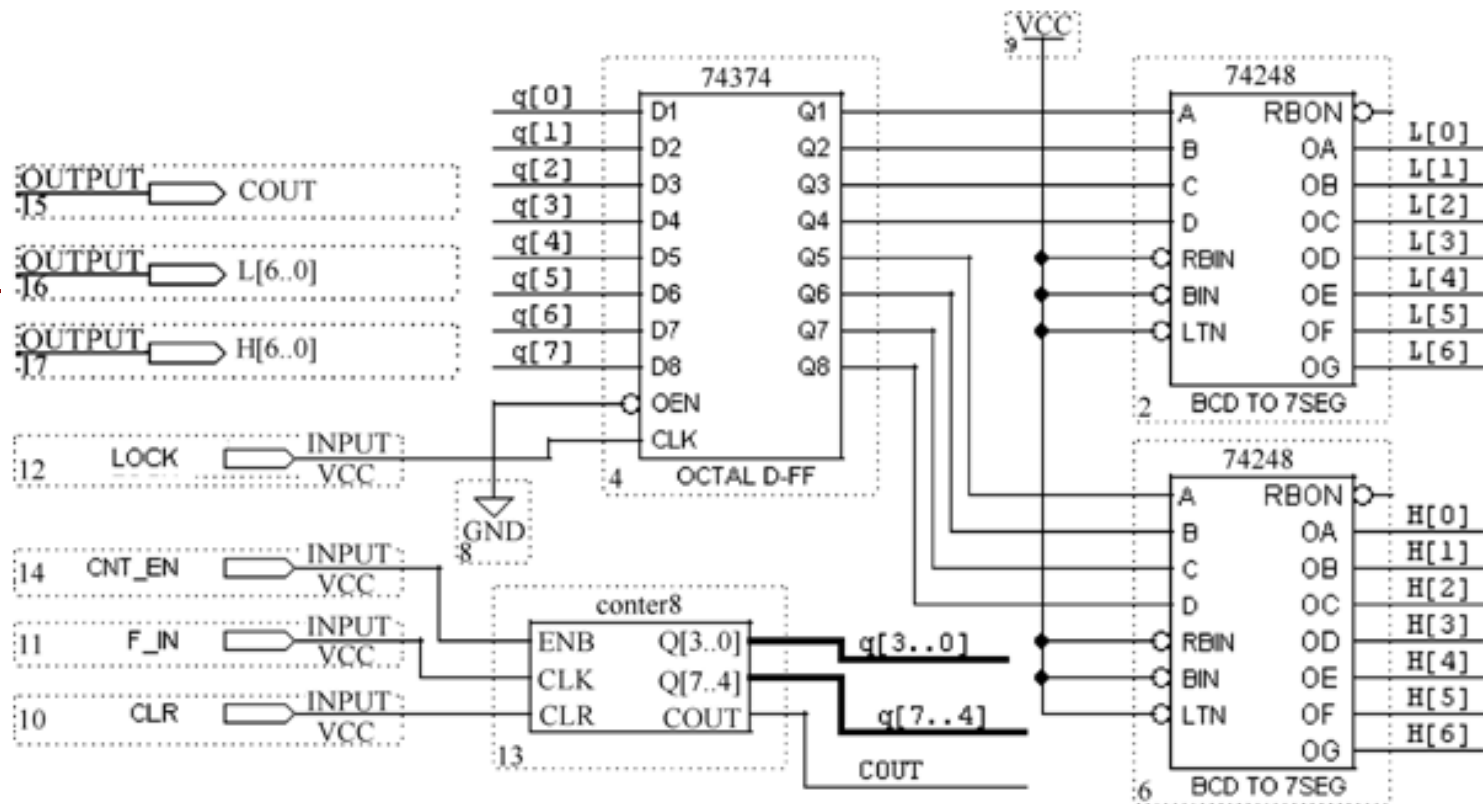 OUTPUT
15
COUT
OUTPUT
16
L[6..0]
OUTPUT
17
H[6..0]
LOCK
INPUT
VCC
12
CNT_EN
INPUT
VCC
14
F_IN
INPUT
VCC
11
CLR
INPUT
VCC
10
q[0]
q[1]
q[2]
q[3]
q[4]
q[5]
q[6]
q[7]
74374
D1 Q1
D2 Q2
D3 Q3
D4 Q4
D5 Q5
D6 Q6
D7 Q7
D8 Q8
OEN
CLK
4
OCTAL D-FF
GND
8
conter8
ENB Q[3..0]
CLK Q[7..4]
CLR COUT
13
q[3..0]
q[7..4]
COUT
VCC
9
74248
A RBON
B OA
C OB
D OC
RBIN OD
BIN OE
LTN OF
OG
2
BCD TO 7SEG
L[0]
L[1]
L[2]
L[3]
L[4]
L[5]
L[6]
74248
A RBON
B OA
C OB
D OC
RBIN OD
BIN OE
LTN OF
OG
6
BCD TO 7SEG
H[0]
H[1]
H[2]
H[3]
H[4]
H[5]
H[6]